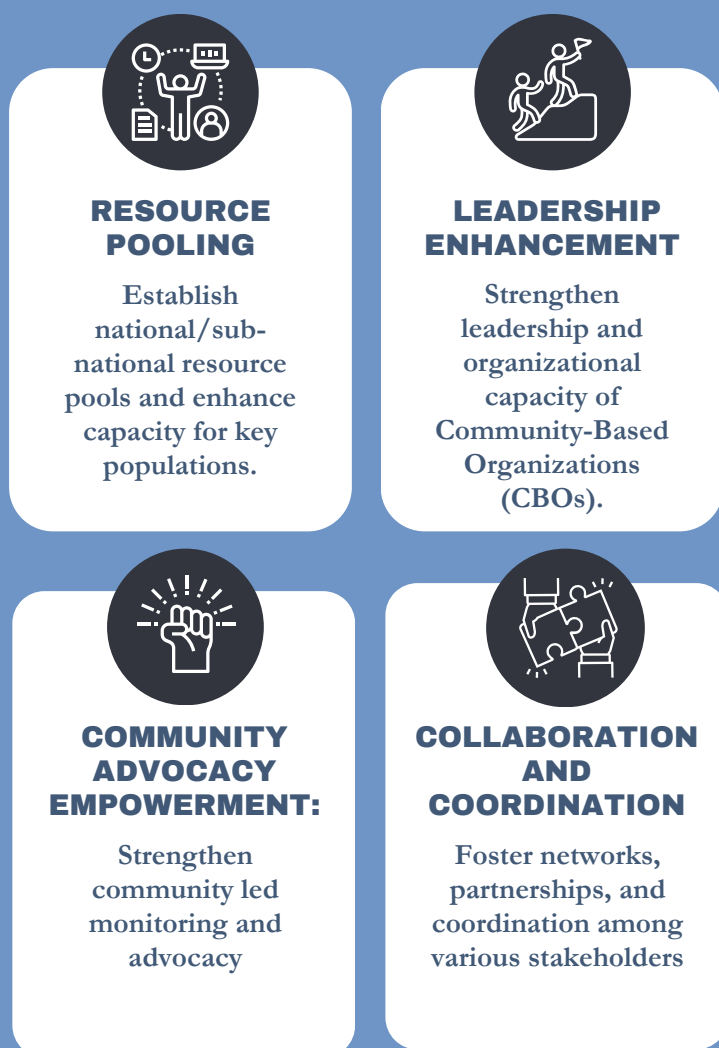 RESOURCE
POOLING
Establish
national/sub-
national resource
pools and enhance
capacity for key
populations.
LEADERSHIP
ENHANCEMENT
Strengthen
leadership and
organizational
capacity of
Community-Based
Organizations
(CBOs).
COMMUNITY
ADVOCACY
EMPOWERMENT:
Strengthen
community led
monitoring and
advocacy
COLLABORATION
AND
COORDINATION
Foster networks,
partnerships, and
coordination among
various stakeholders